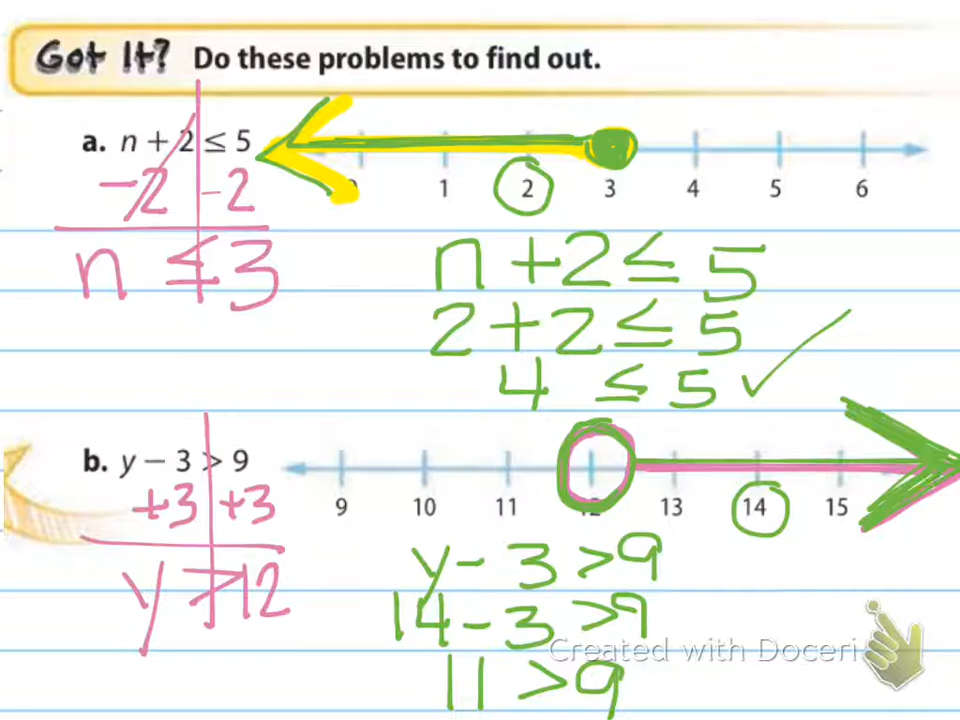 Got It? Do these problems to find out.
a. n + 2 ≤ 5
-2 -2
n ≤ 3
1 2 3 4 5 6
n + 2 ≤ 5
2 + 2 ≤ 5
4 ≤ 5 ✓
b. y − 3 > 9
+3 +3
y > 12
9 10 11 12 13 14 15
y - 3 > 9
14 - 3 > 9
11 > 9
Created with Doceri